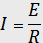 I = E/R